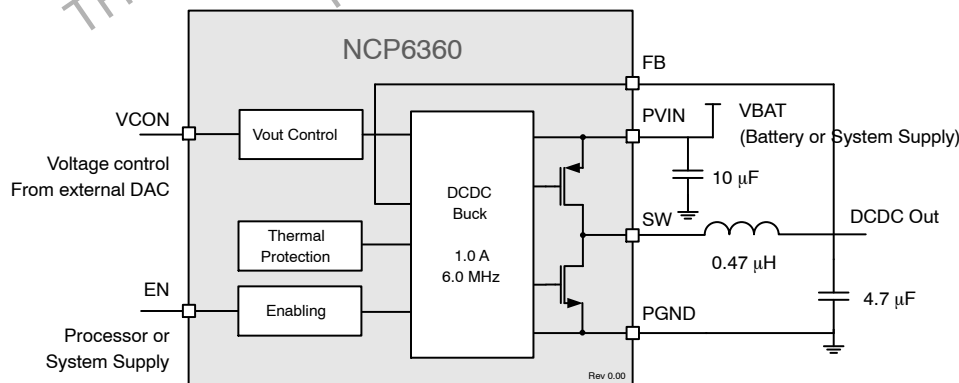 TH
NCP6360
FB
PVIN
VBAT
(Battery or System Supply)
VCON
Vout Control
Voltage control
From external DAC
10 μF
DCDC
Buck
1.0 A
6.0 MHz
SW
DCDC Out
Thermal
Protection
0.47 μH
EN
Enabling
4.7 μF
PGND
Processor or
System Supply
Rev 0.00